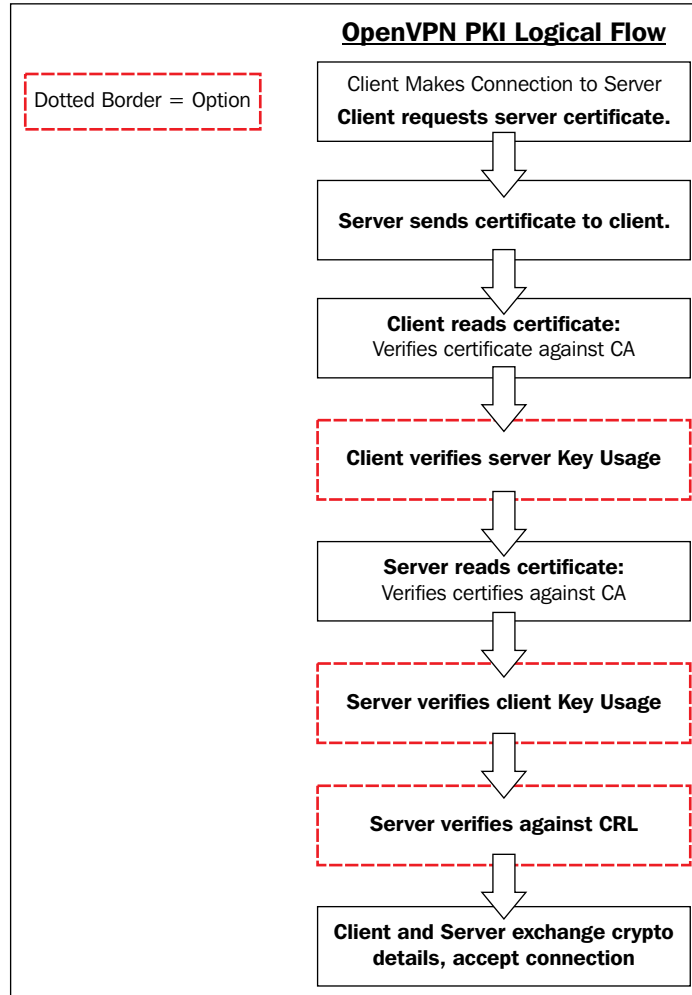 OpenVPN PKI Logical Flow
Dotted Border = Option
Client Makes Connection to Server
Client requests server certificate.
Server sends certificate to client.
Client reads certificate:
Verifies certificate against CA
Client verifies server Key Usage
Server reads certificate:
Verifies certifies against CA
Server verifies client Key Usage
Server verifies against CRL
Client and Server exchange crypto
details, accept connection